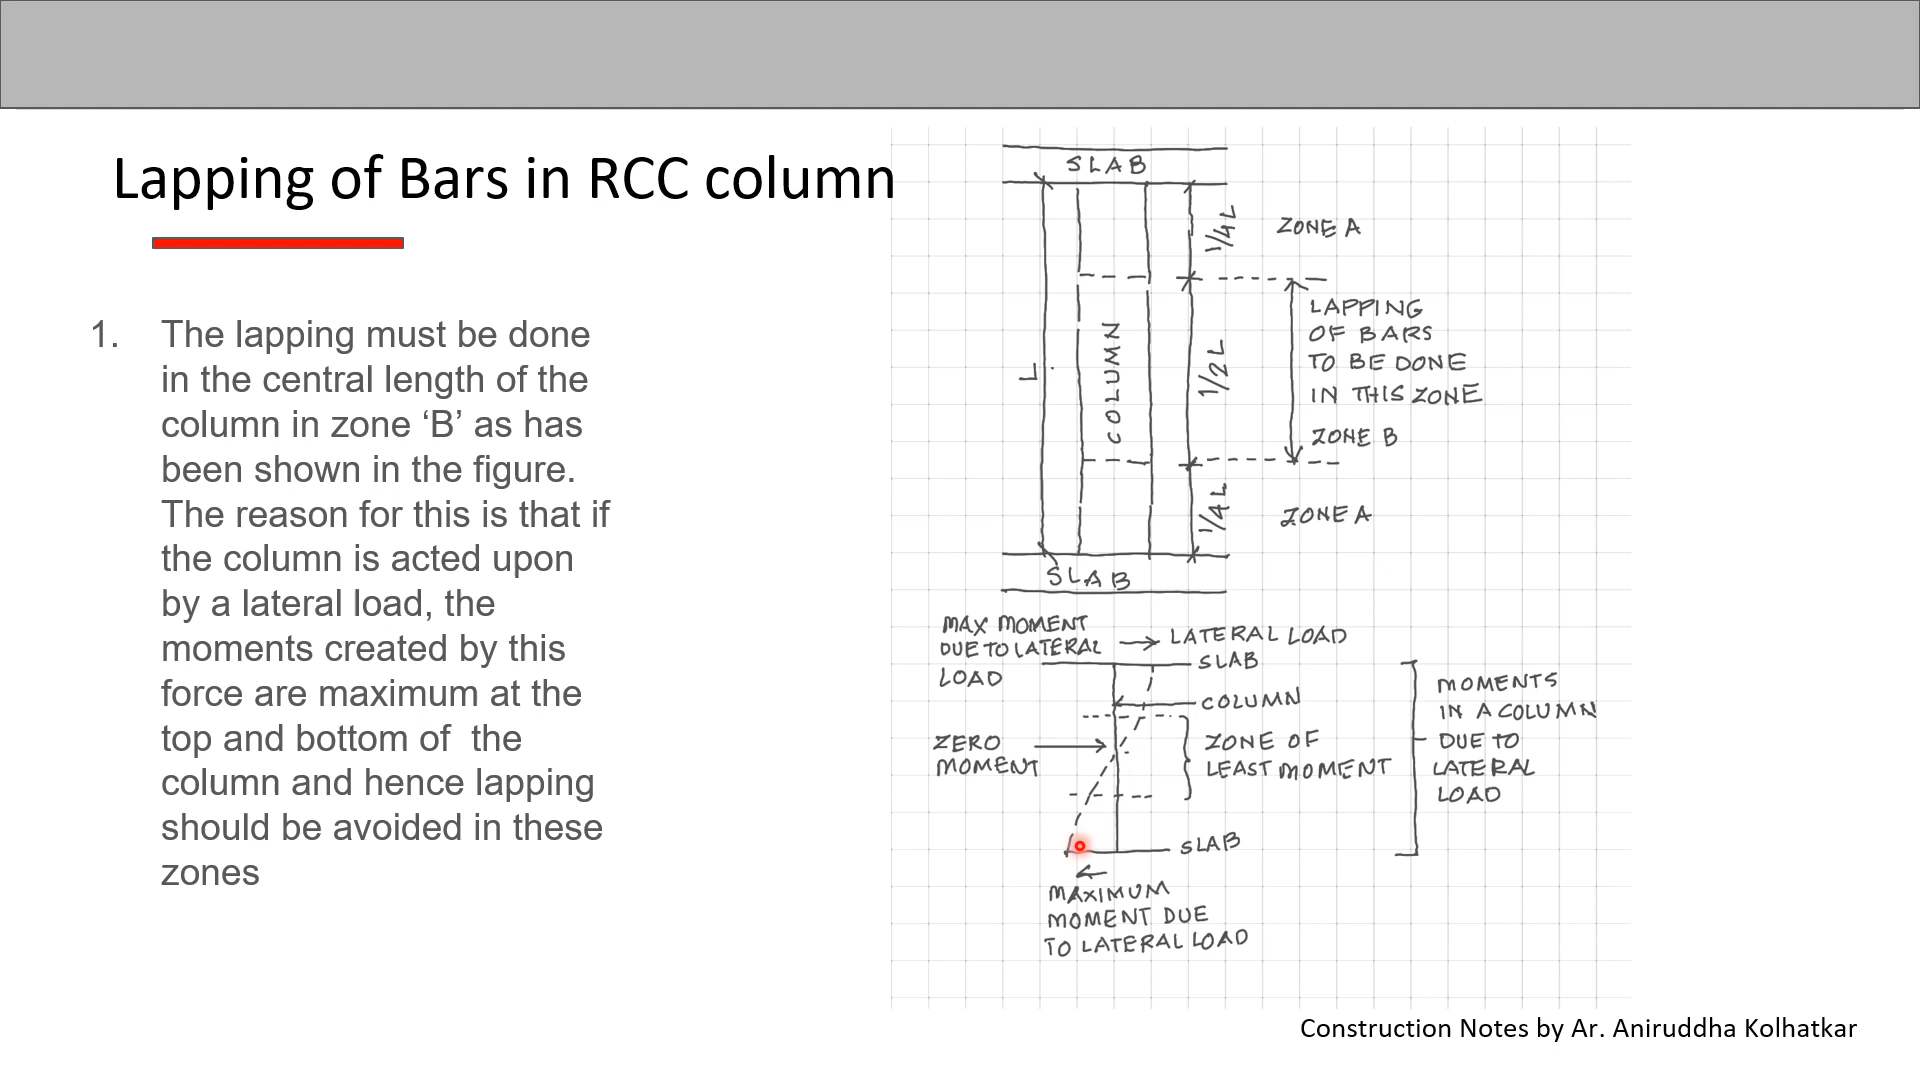 Lapping of Bars in RCC column
1. The lapping must be done
in the central length of the
column in zone ‘B’ as has
been shown in the figure.
The reason for this is that if
the column is acted upon
by a lateral load, the
moments created by this
force are maximum at the
top and bottom of the
column and hence lapping
should be avoided in these
zones
SLAB
1/4 L
ZONE A
L
COLUMN
1/2 L
LAPPING
OF BARS
TO BE DONE
IN THIS ZONE
ZONE B
1/4 L
ZONE A
SLAB
MAX MOMENT
DUE TO LATERAL
LOAD
LATERAL LOAD
SLAB
COLUMN
ZERO
MOMENT
ZONE OF
LEAST MOMENT
MOMENTS
IN A COLUMN
DUE TO
LATERAL
LOAD
SLAB
MAXIMUM
MOMENT DUE
TO LATERAL LOAD
Construction Notes by Ar. Aniruddha Kolhatkar